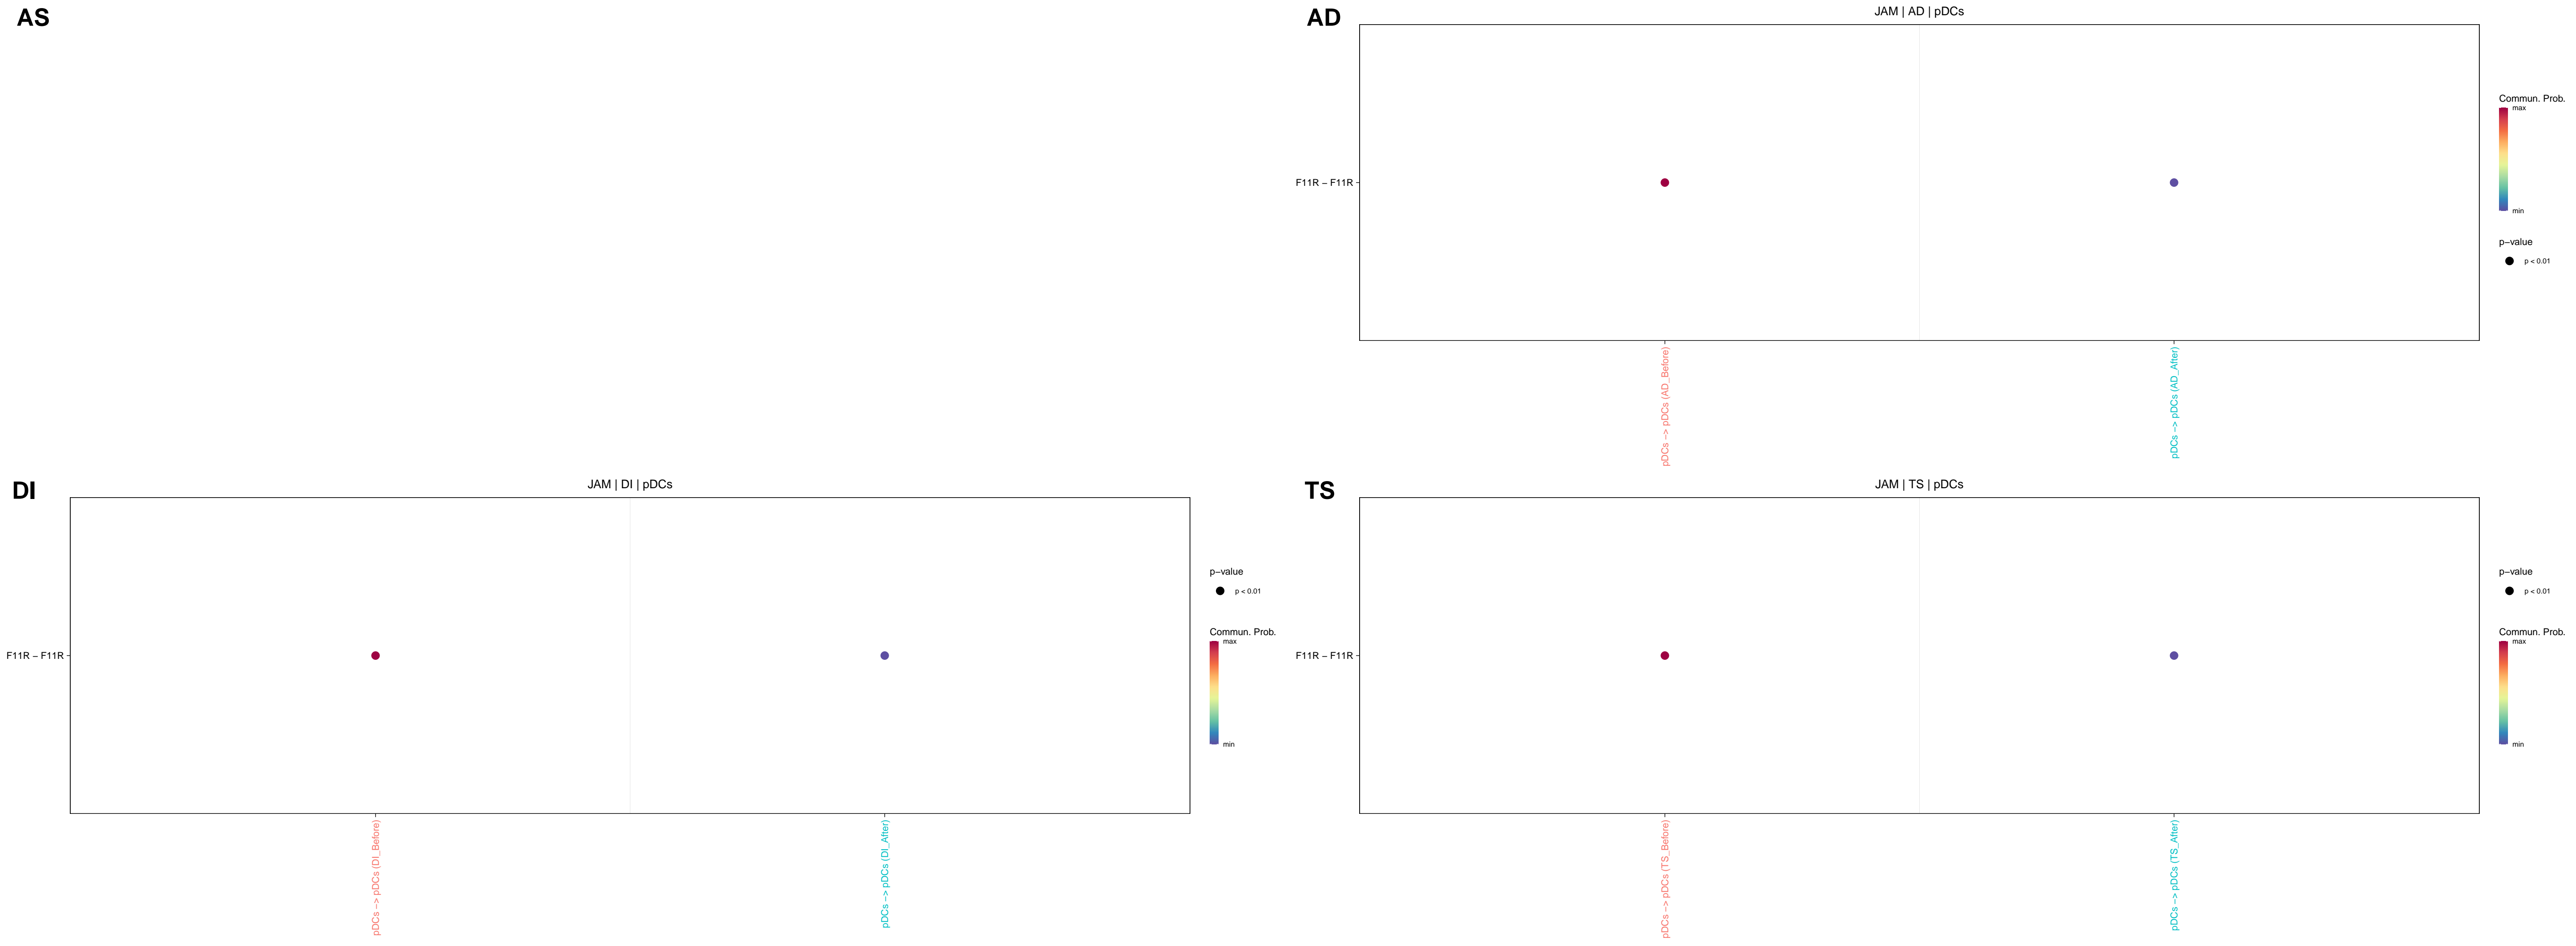 AS
AD
JAM | AD | pDCs
F11R − F11R
pDCs −> pDCs (AD_Before)
pDCs −> pDCs (AD_After)
Commun. Prob.
max
min
p−value
p < 0.01
DI
JAM | DI | pDCs
F11R − F11R
pDCs −> pDCs (DI_Before)
pDCs −> pDCs (DI_After)
p−value
p < 0.01
Commun. Prob.
max
min
TS
JAM | TS | pDCs
F11R − F11R
pDCs −> pDCs (TS_Before)
pDCs −> pDCs (TS_After)
p−value
p < 0.01
Commun. Prob.
max
min